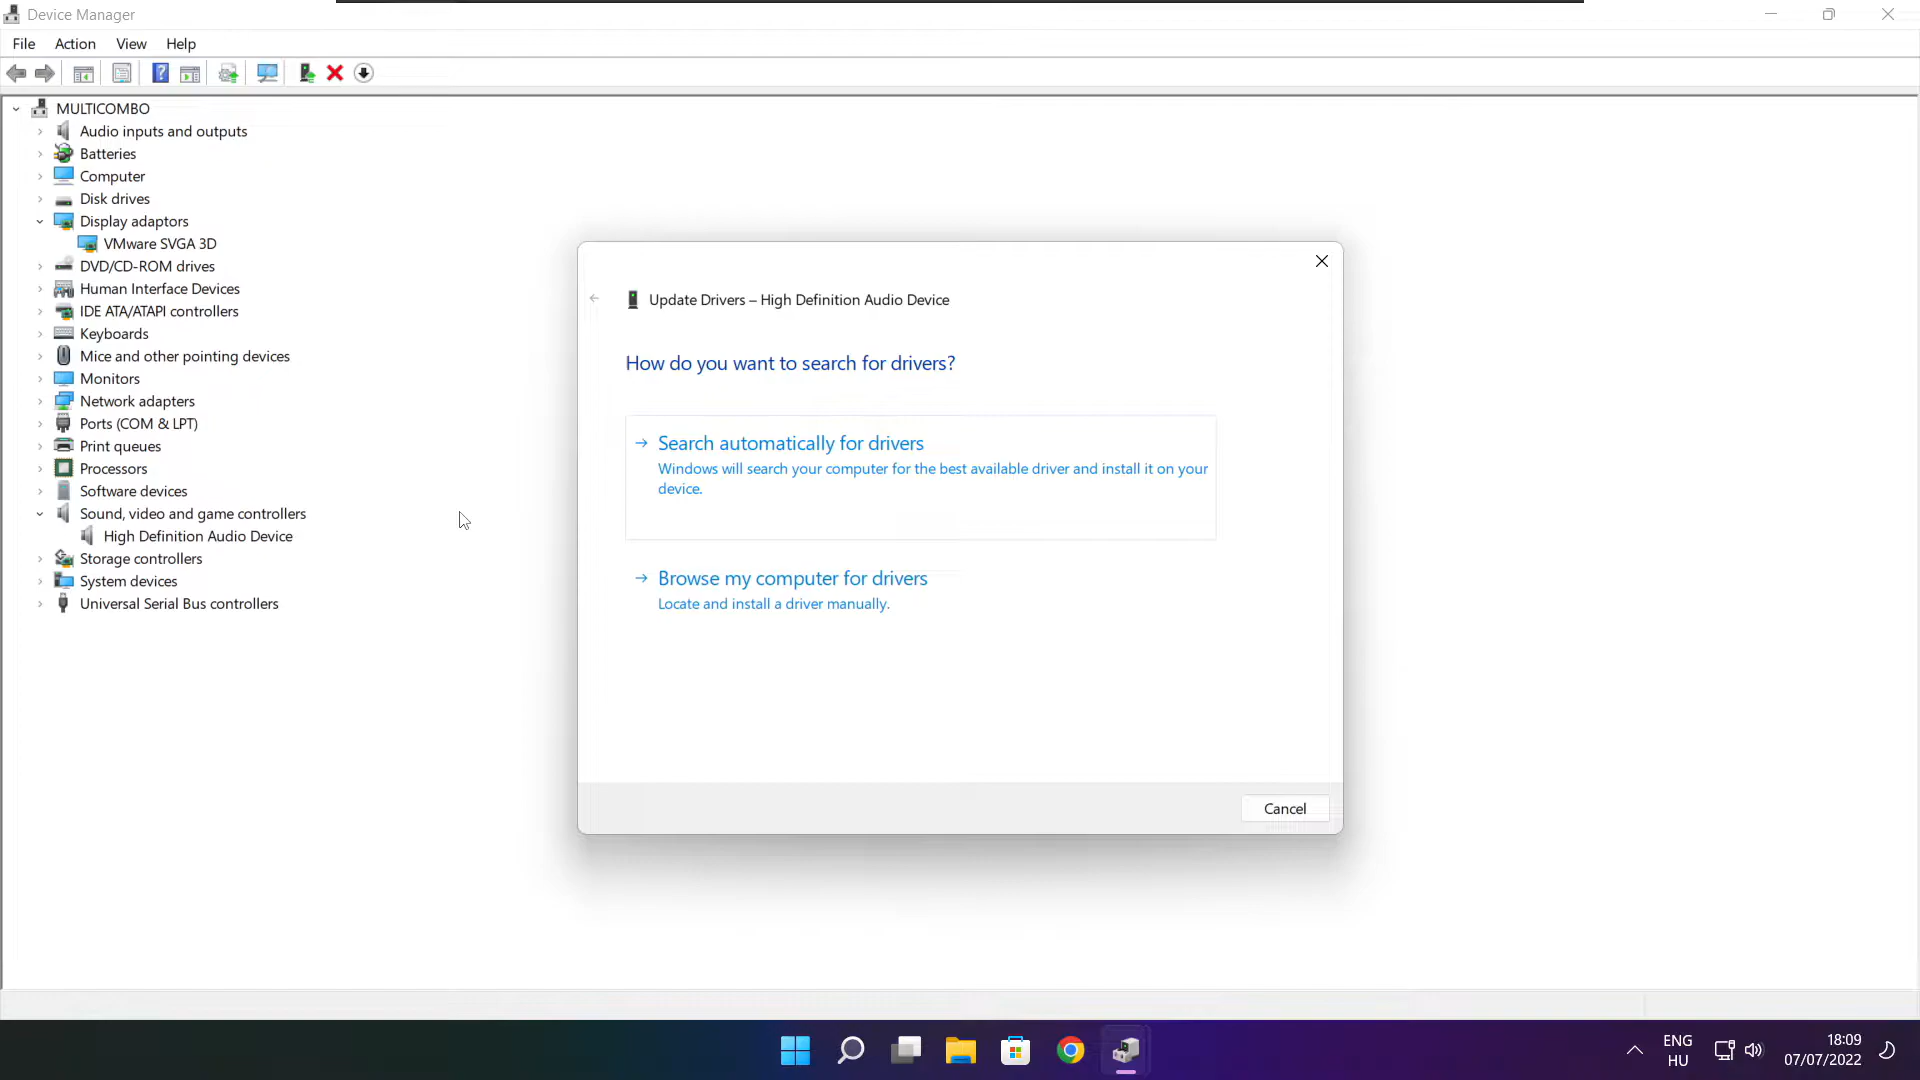 Device Manager
File Action View Help
MULTICOMBO
Audio inputs and outputs
Batteries
Computer
Disk drives
Display adaptors
VMware SVGA 3D
DVD/CD-ROM drives
Human Interface Devices
IDE ATA/ATAPI controllers
Keyboards
Mice and other pointing devices
Monitors
Network adapters
Ports (COM & LPT)
Print queues
Processors
Software devices
Sound, video and game controllers
High Definition Audio Device
Storage controllers
System devices
Universal Serial Bus controllers
Update Drivers – High Definition Audio Device
How do you want to search for drivers?
Search automatically for drivers
Windows will search your computer for the best available driver and install it on your
device.
Browse my computer for drivers
Locate and install a driver manually.
Cancel
ENG
HU
18:09
07/07/2022